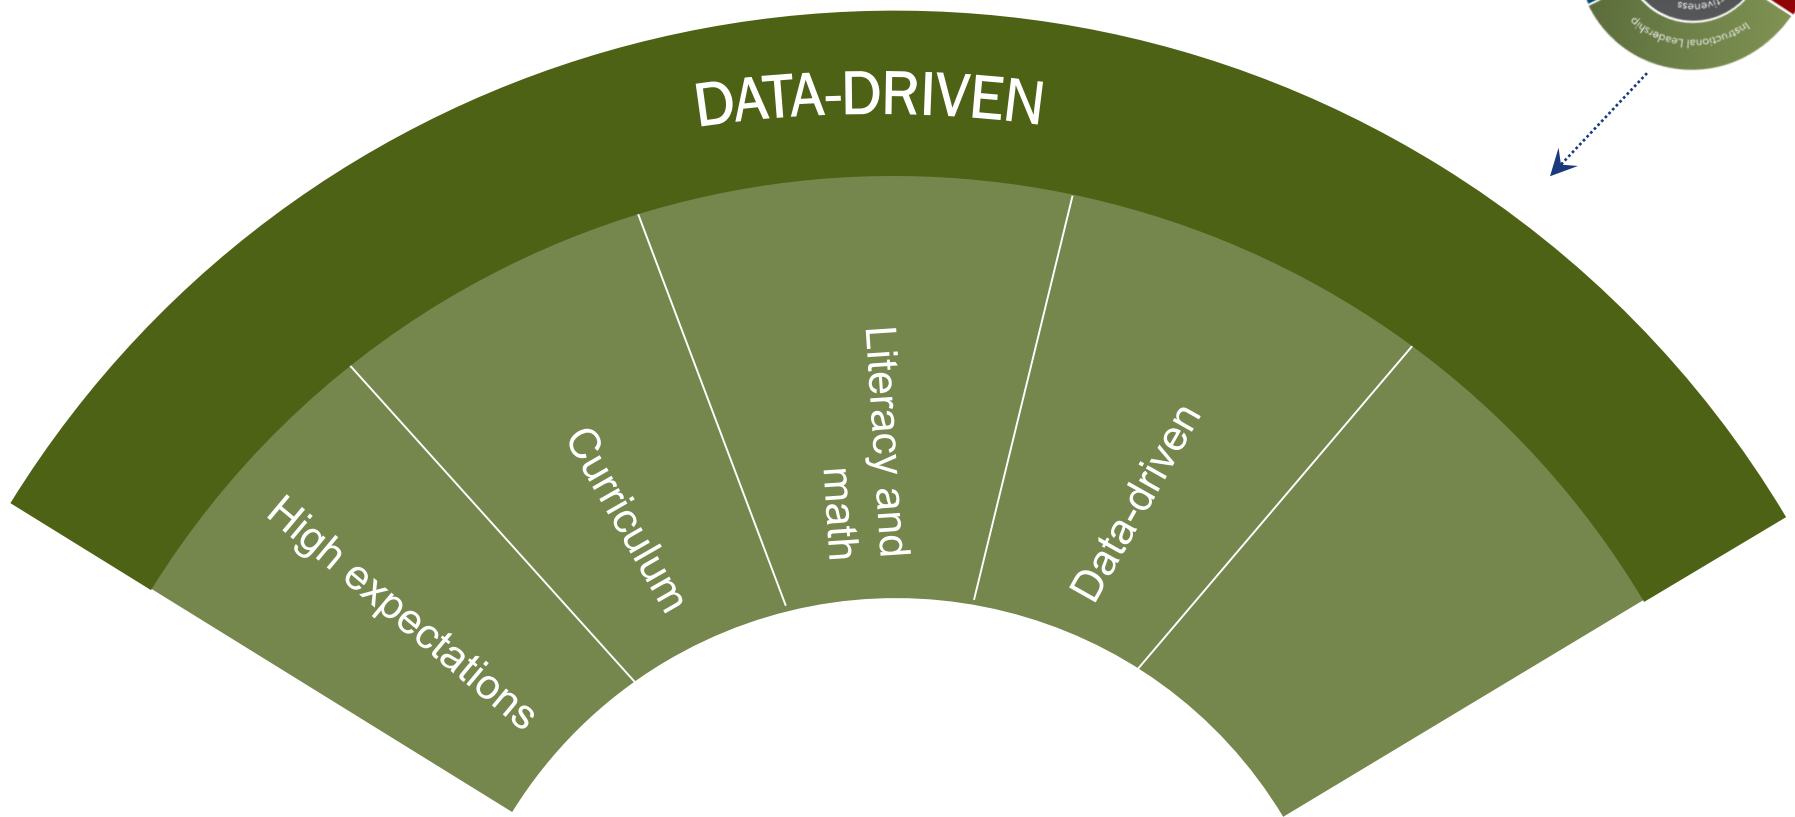 DATA-DRIVEN
High expectations
Curriculum
Literacy and
math
Data-driven
Instructional Leadership